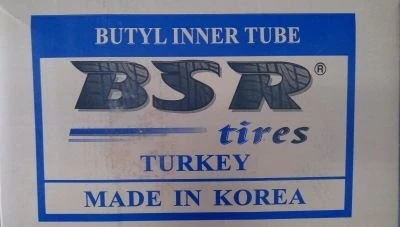 BUTYL INNER TUBE
BSR®
tires
TURKEY
MADE IN KOREA